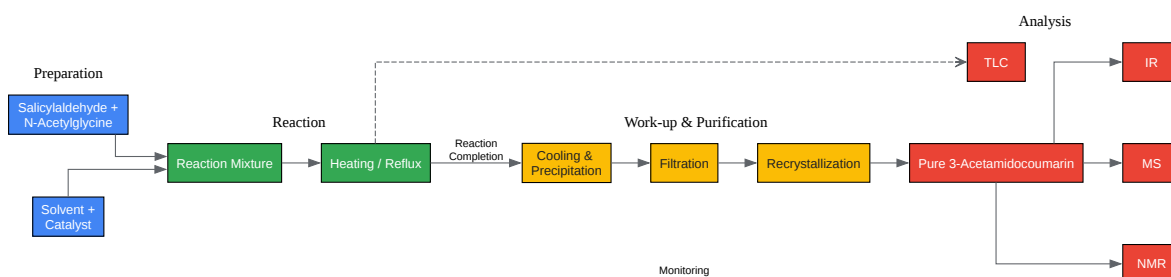 Analysis
Preparation
TLC
IR
Salicylaldehyde +
N-Acetylglycine
Reaction
Work-up & Purification
Reaction Mixture
Heating / Reflux
Reaction
Completion
Cooling &
Precipitation
Filtration
Recrystallization
Pure 3-Acetamidocoumarin
MS
Solvent +
Catalyst
Monitoring
NMR